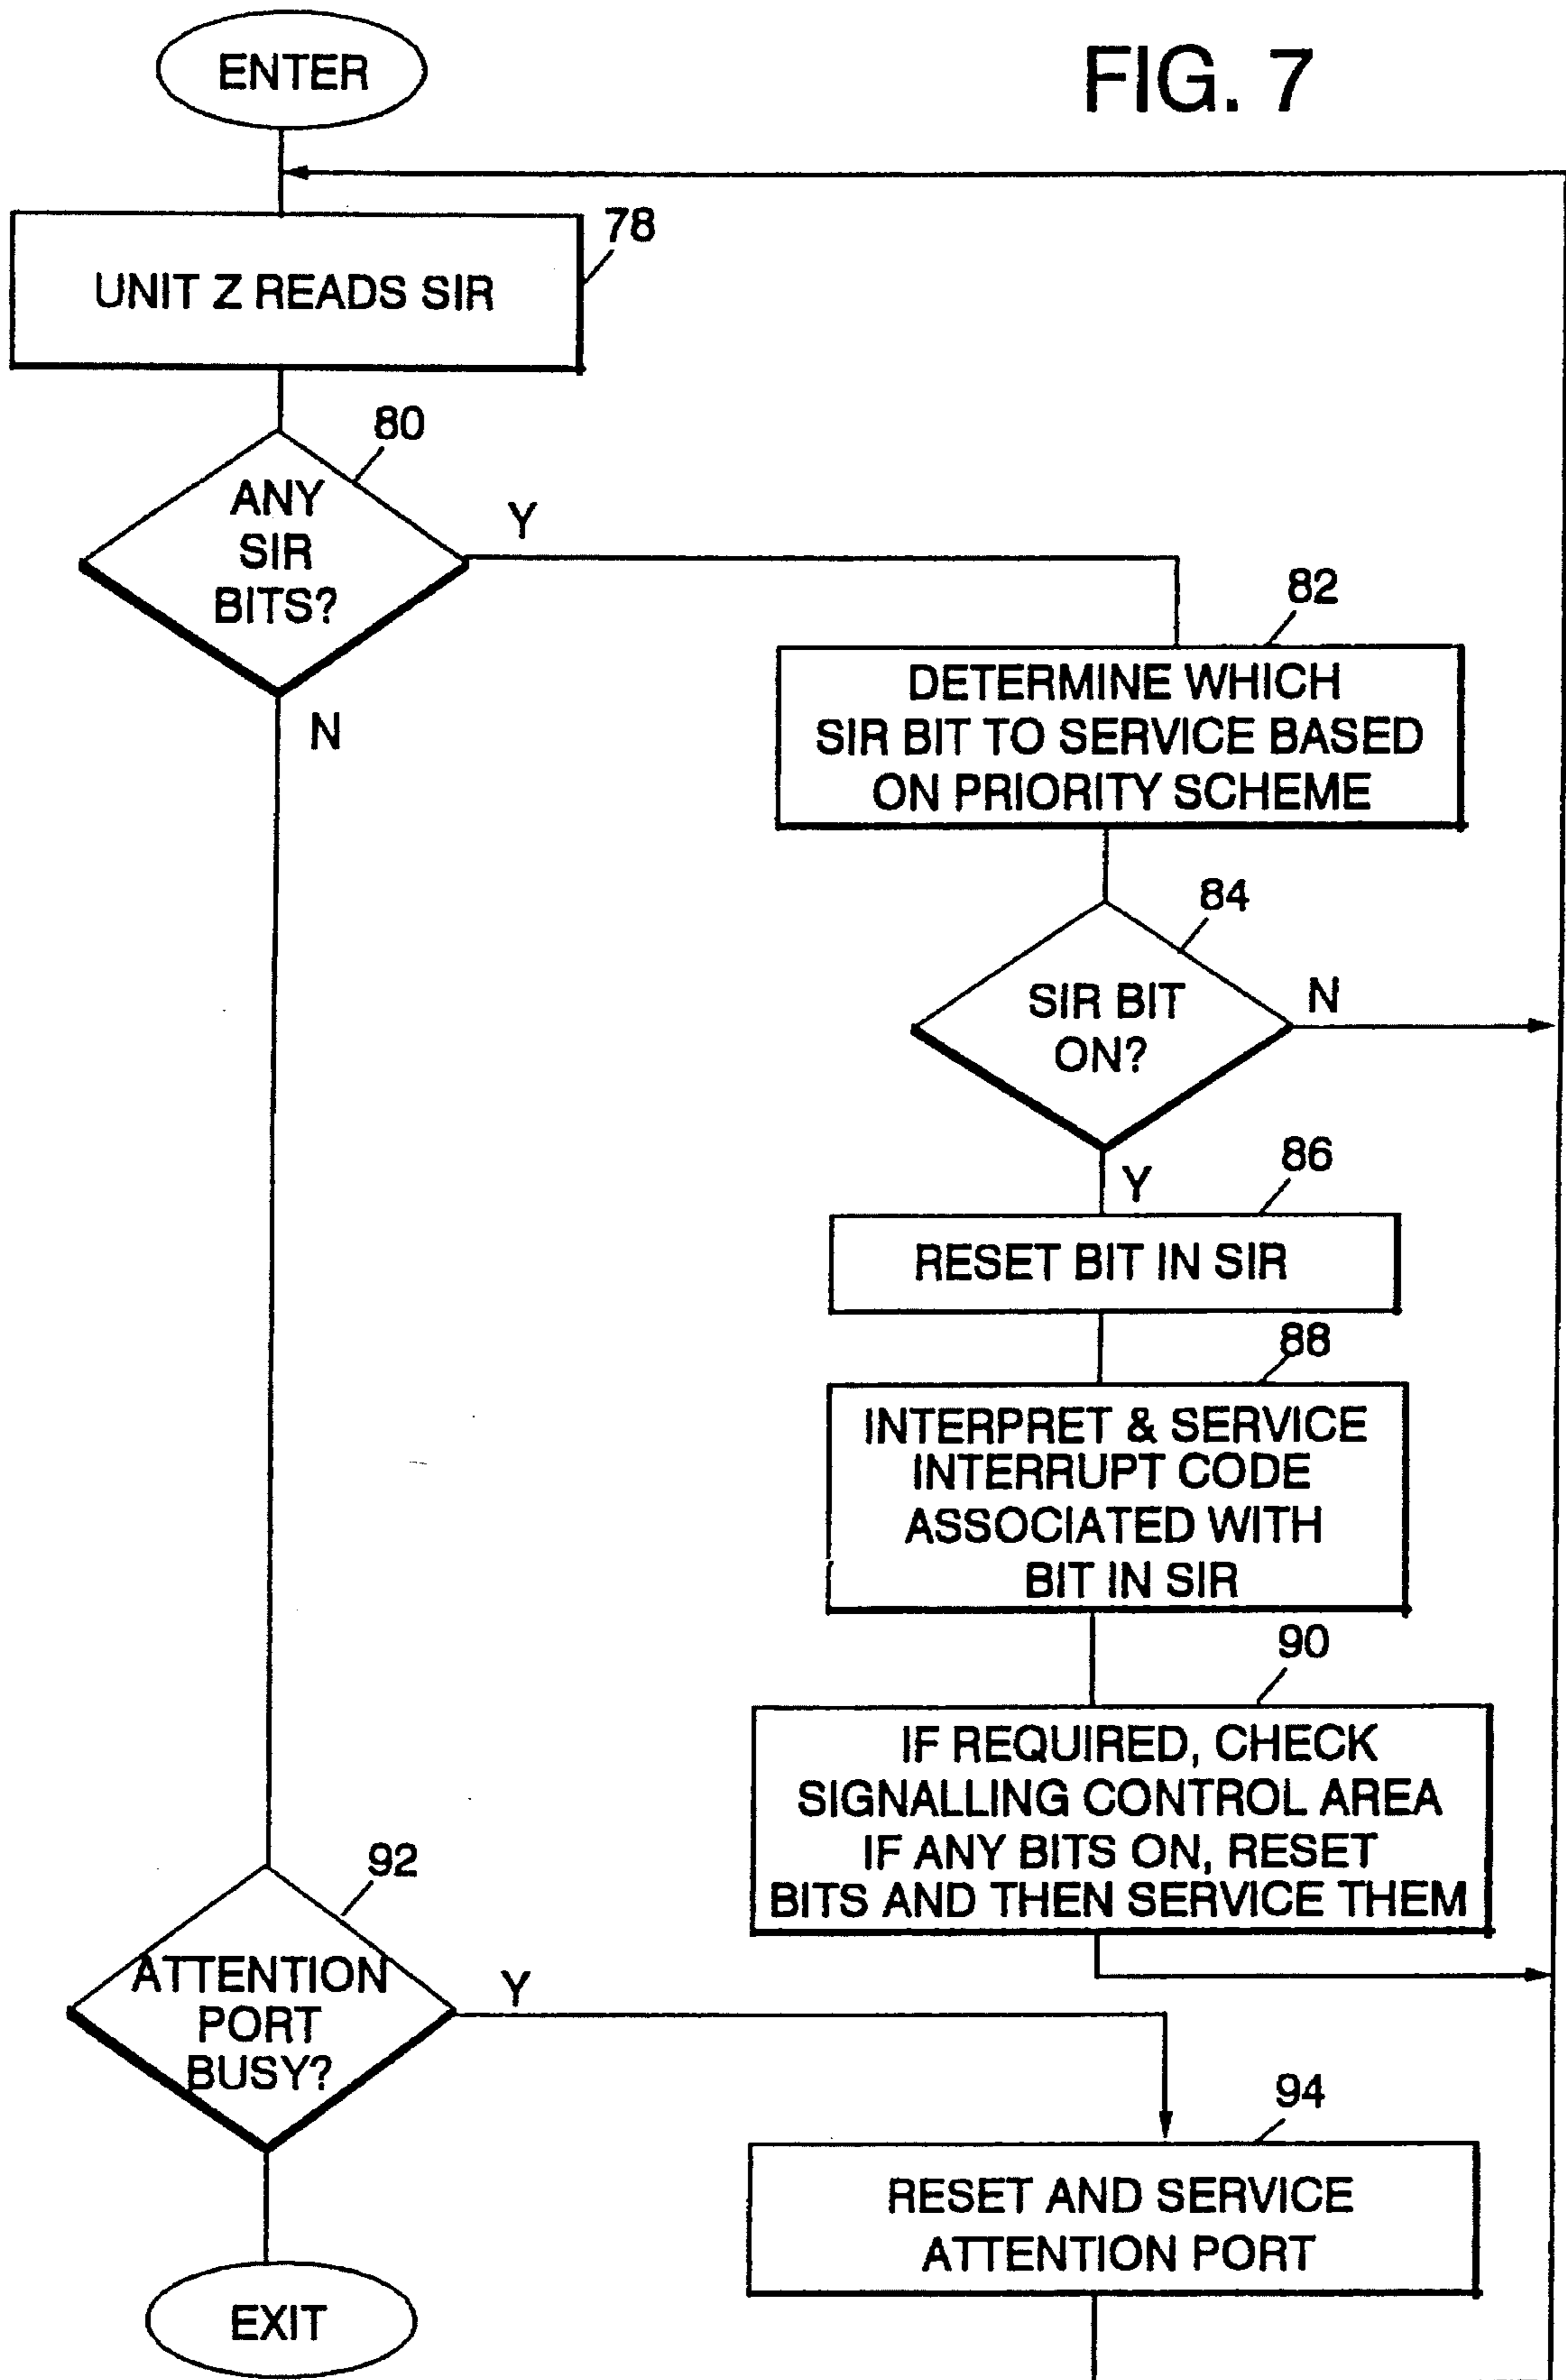 FIG. 7
ENTER
78
UNIT Z READS SIR
80
ANY
SIR
BITS?
Y
N
82
DETERMINE WHICH
SIR BIT TO SERVICE BASED
ON PRIORITY SCHEME
84
SIR BIT
ON?
N
Y
86
RESET BIT IN SIR
88
INTERPRET & SERVICE
INTERRUPT CODE
ASSOCIATED WITH
BIT IN SIR
90
IF REQUIRED, CHECK
SIGNALLING CONTROL AREA
IF ANY BITS ON, RESET
BITS AND THEN SERVICE THEM
92
ATTENTION
PORT
BUSY?
Y
94
RESET AND SERVICE
ATTENTION PORT
EXIT